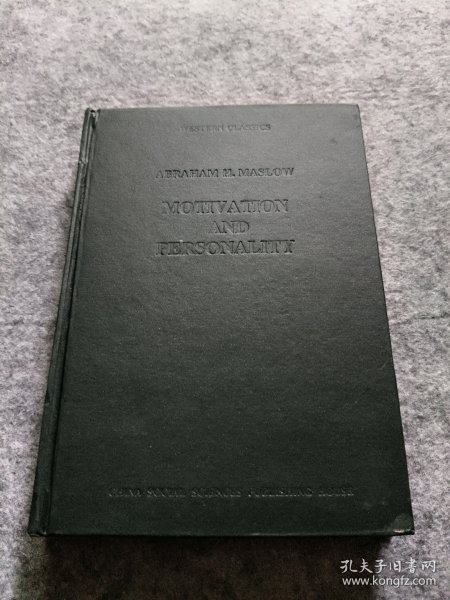 WESTERN CLASSICS
ABRAHAM H. MASLOW
MOTIVATION
AND
PERSONALITY
CHINA SOCIAL SCIENCES PUBLISHING HOUSE
孔夫子旧书网
www.kongfz.com